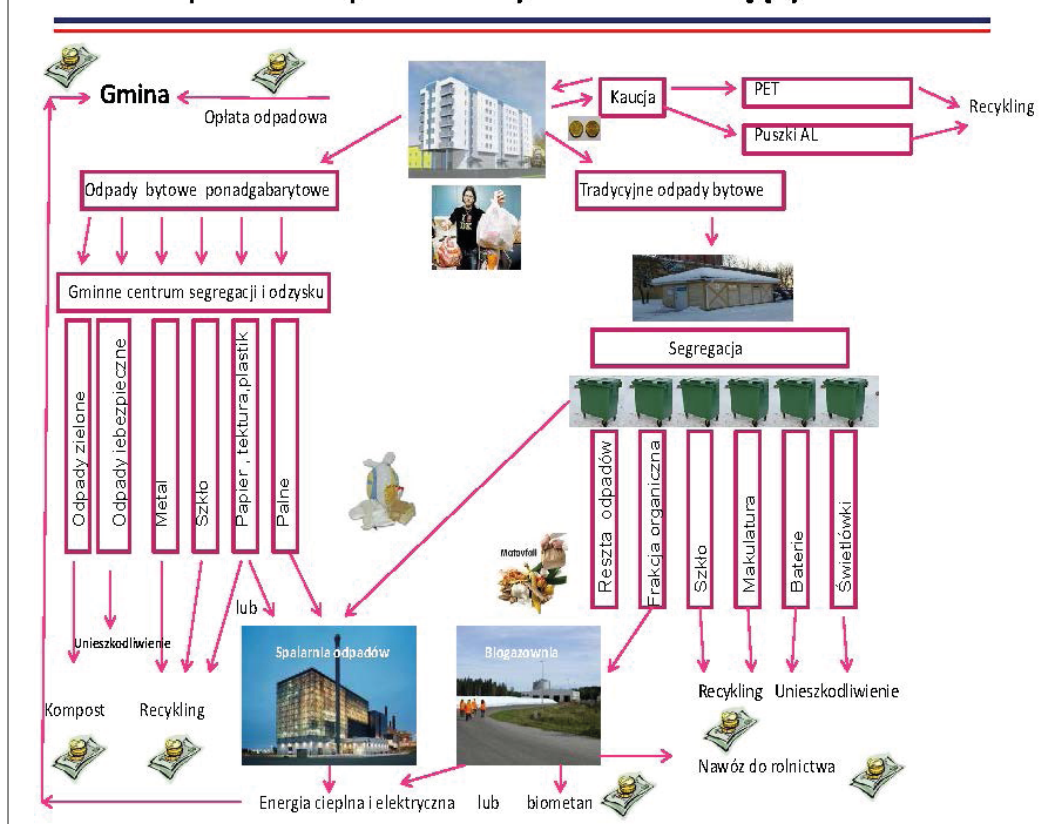 Gmina
Opłata odpadowa
Kaucja
PET
Puszki AL
Recykling
Odpady bytowe ponadgabarytowe
Tradycyjne odpady bytowe
Gminne centrum segregacji i odzysku
Segregacja
Odpady zielone
Odpady iebezpieczne
Metal
Szkło
Papier , tektura,plastik
Palne
Matavfall
Reszta odpadów
Frakcja organiczna
Szkło
Makulatura
Baterie
Świetlówki
lub
Unieszkodliwienie
Spalarnia odpadów
Biogazownia
Kompost
Recykling
Recykling
Unieszkodliwienie
Nawóz do rolnictwa
Energia cieplna i elektryczna lub biometan